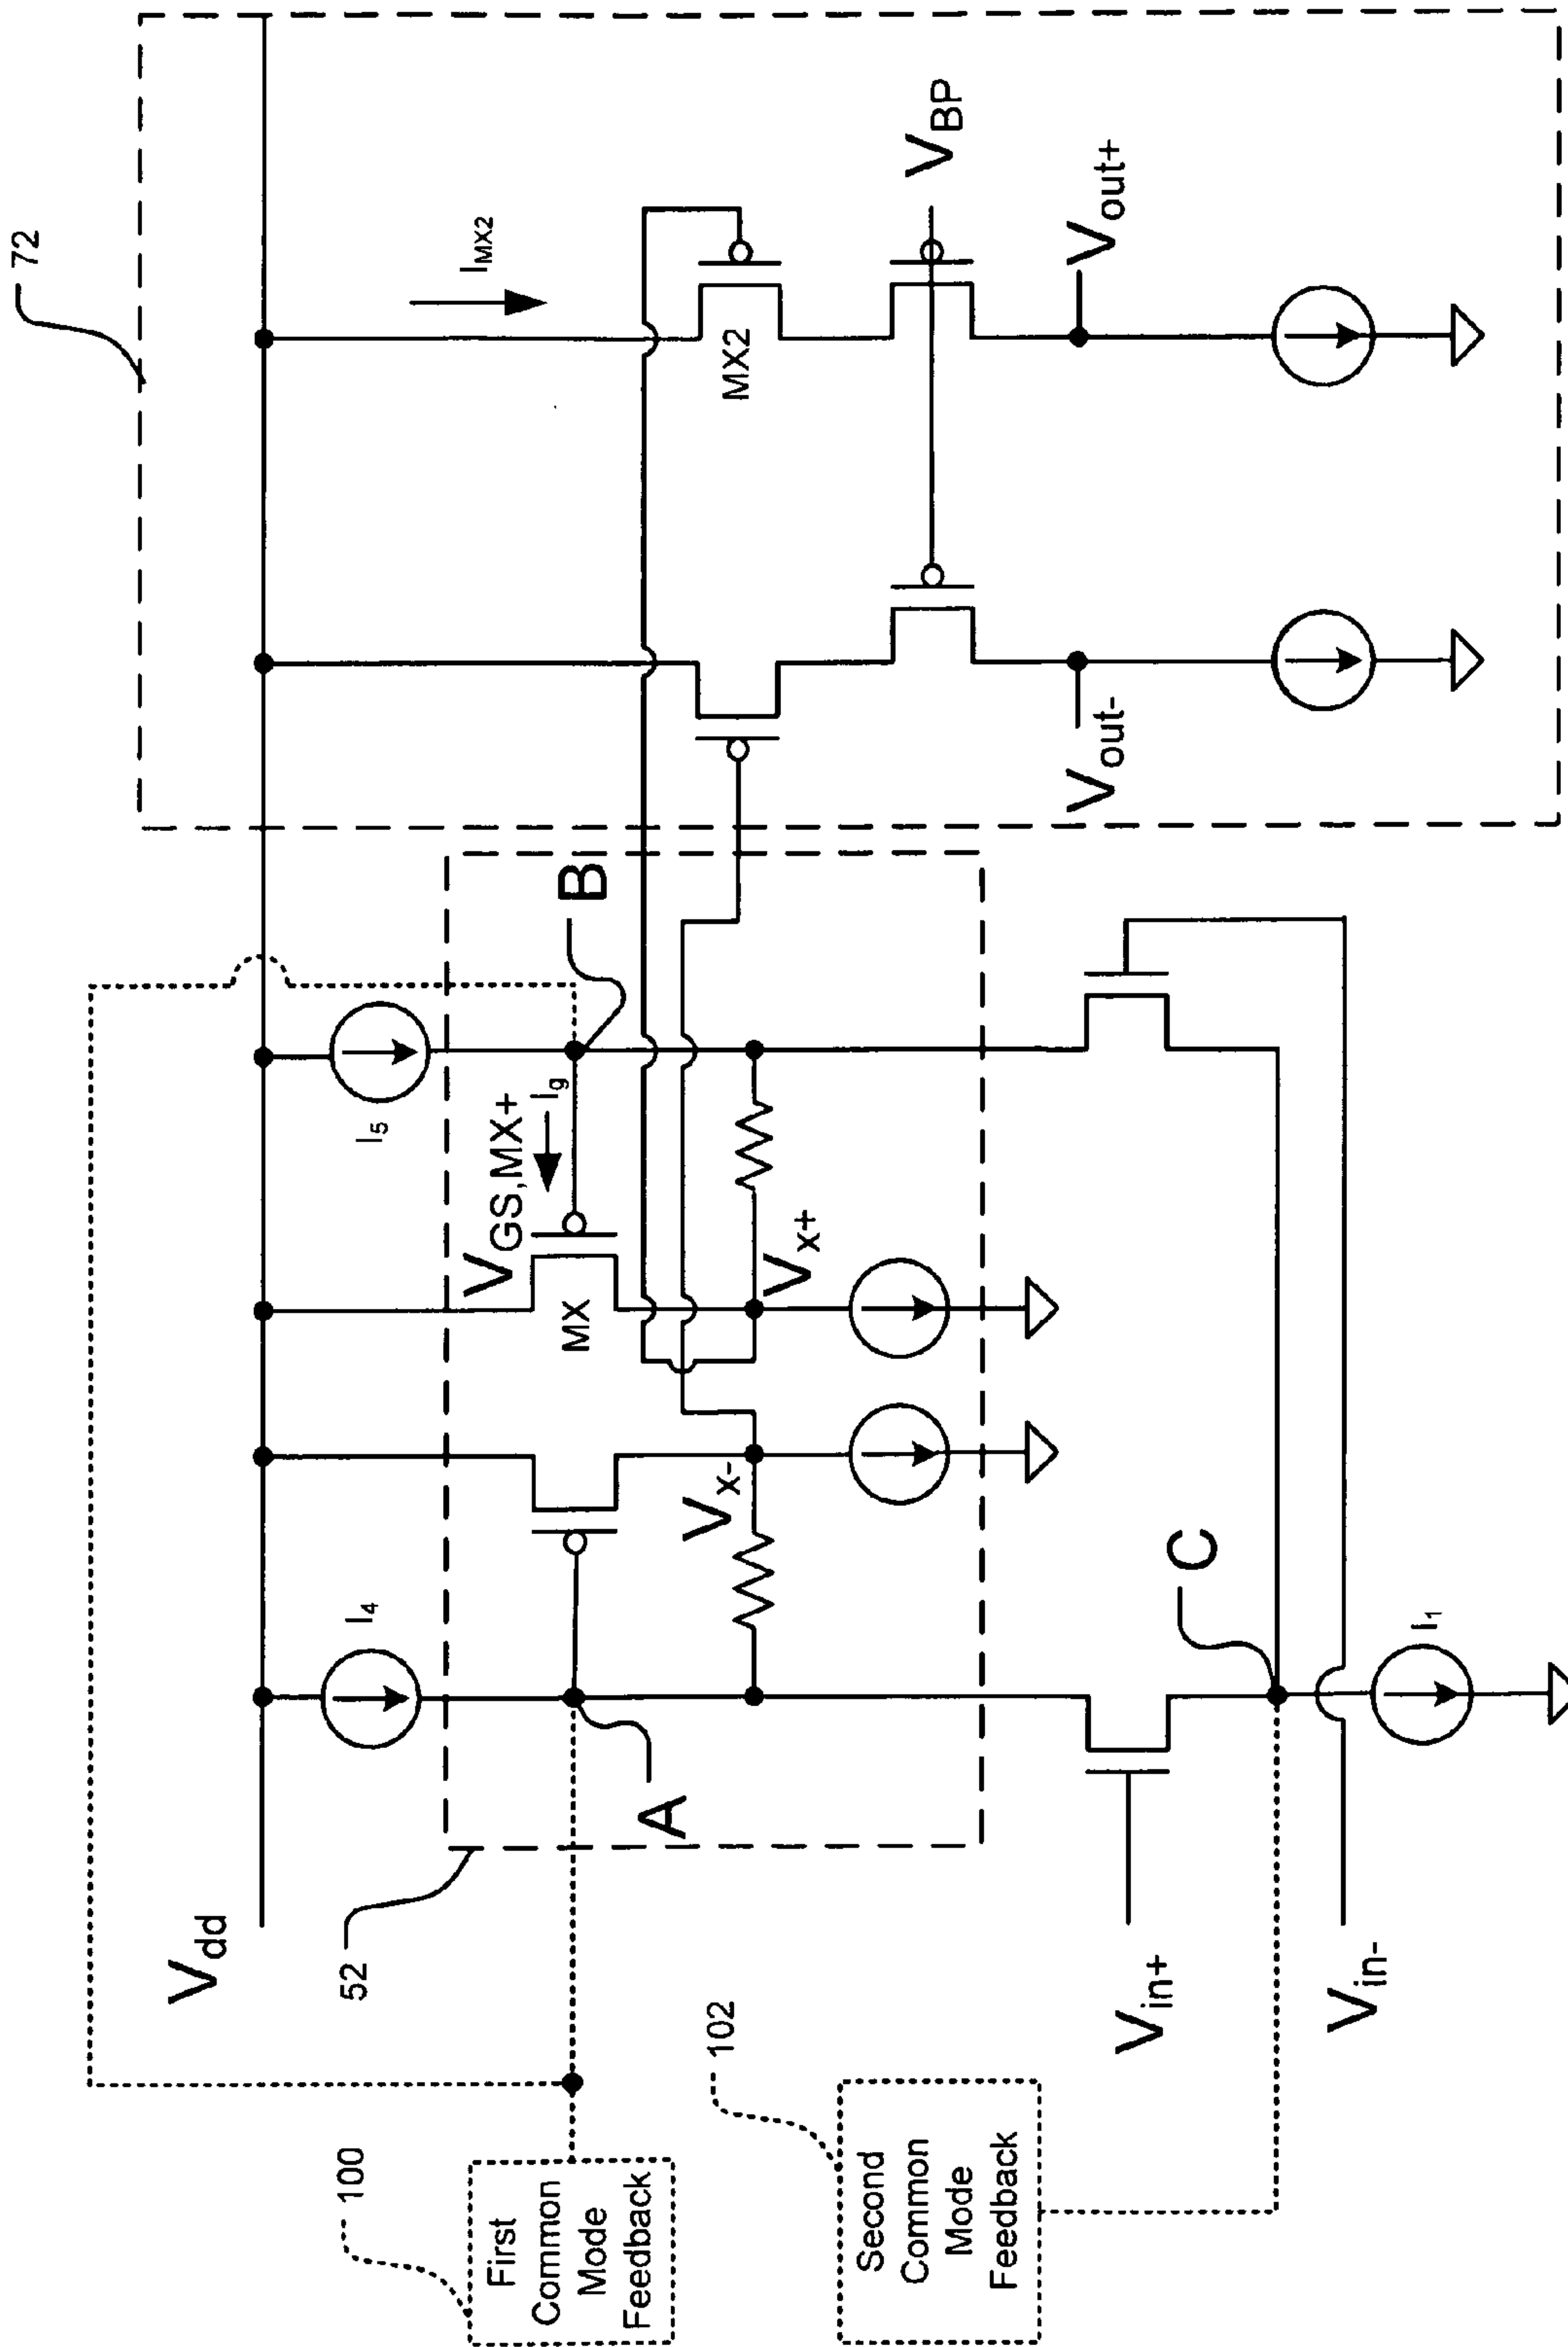 72
V_dd
I_4
I_5
I_MX2
52
A
B
V_GS,MX+
I_g
MX
MX2
V_x-
V_x+
V_BP
V_out-
V_out+
C
I_1
V_in+
V_in-
100
First
Common
Mode
Feedback
102
Second
Common
Mode
Feedback